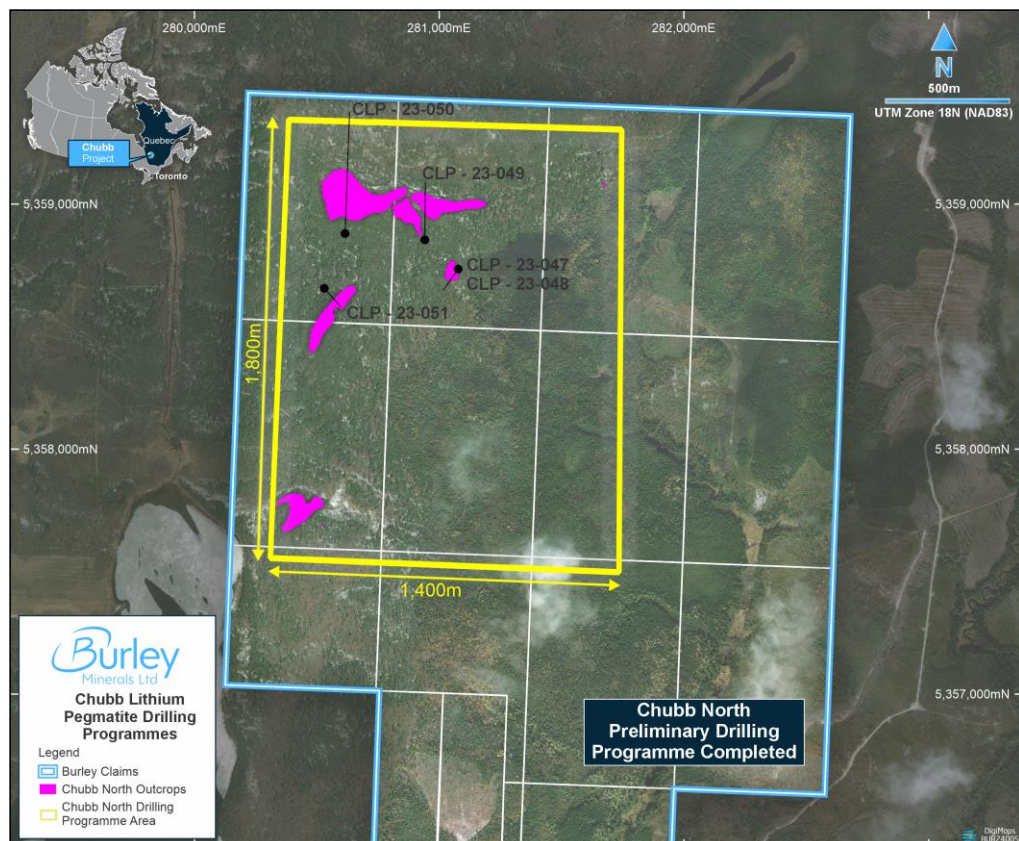 280,000mE
281,000mE
282,000mE
N
500m
UTM Zone 18N (NAD83)
Quebec
Chubb
Project
Toronto
CLP - 23-050
CLP - 23-049
5,359,000mN
5,359,000mN
CLP - 23-047
CLP - 23-048
CLP - 23-051
1,800m
5,358,000mN
5,358,000mN
1,400m
5,357,000mN
Burley
Minerals Ltd
Chubb Lithium
Pegmatite Drilling
Programmes
Legend
Burley Claims
Chubb North Outcrops
Chubb North Drilling
Programme Area
Chubb North
Preliminary Drilling
Programme Completed
DigiMaps
BUR24005